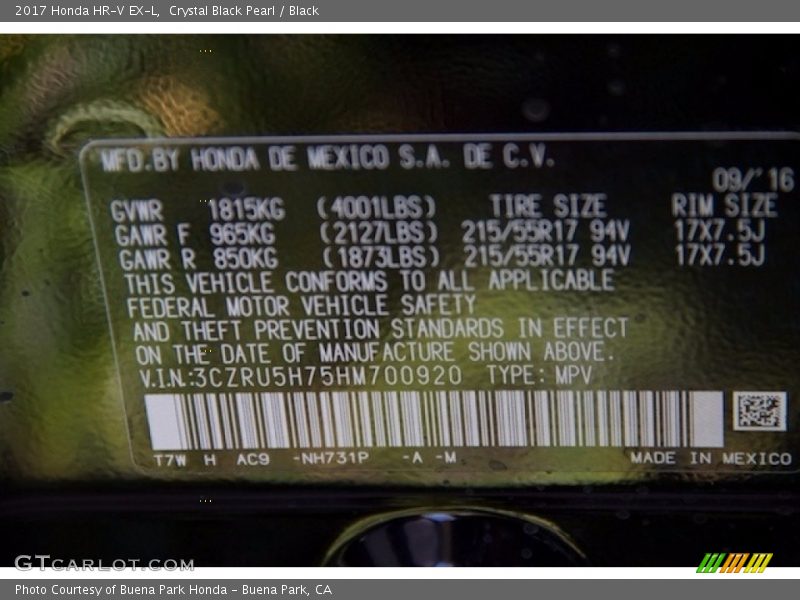 2017 Honda HR-V EX-L, Crystal Black Pearl / Black
MFD.BY HONDA DE MEXICO S.A. DE C.V.
09/'16
GVWR 1815KG (4001LBS) TIRE SIZE RIM SIZE
GAWR F 965KG (2127LBS) 215/55R17 94V 17X7.5J
GAWR R 850KG (1873LBS) 215/55R17 94V 17X7.5J
THIS VEHICLE CONFORMS TO ALL APPLICABLE
FEDERAL MOTOR VEHICLE SAFETY
AND THEFT PREVENTION STANDARDS IN EFFECT
ON THE DATE OF MANUFACTURE SHOWN ABOVE.
V.I.N:3CZRU5H75HM700920 TYPE: MPV
T7W H AC9 -NH731P -A -M MADE IN MEXICO
GTCARLOT.COM
Photo Courtesy of Buena Park Honda - Buena Park, CA